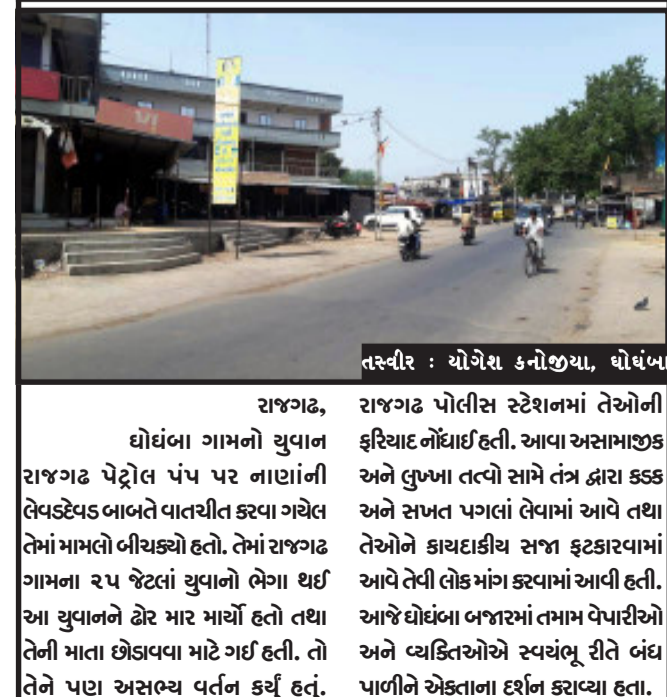 તસ્વીર : યોગેશ કનોજીયા, ઘોઘંબા
રાજગઢ,
ઘોઘંબા ગામનો યુવાન
રાજગઢ પેટ્રોલ પંપ પર નાણાંની
લેવડદેવડ બાબતે વાતચીત કરવા ગયેલ
તેમાં મામલો બીચક્યો હતો. તેમાં રાજગઢ
ગામના ૨૫ જેટલાં યુવાનો ભેગા થઈ
આ યુવાનને ઢોર માર માર્યો હતો તથા
તેની માતા છોડાવવા માટે ગઈ હતી. તો
તેને પણ અસભ્ય વર્તન કર્યું હતું.
રાજગઢ પોલીસ સ્ટેશનમાં તેઓની
ફરિયાદ નોંધાઈ હતી. આવા અસામાજીક
અને લુખ્ખા તત્વો સામે તંત્ર દ્વારા કડક
અને સખત પગલાં લેવામાં આવે તથા
તેઓને કાયદાકીય સજા ફટકારવામાં
આવે તેવી લોક માંગ કરવામાં આવી હતી.
આજે ઘોઘંબા બજારમાં તમામ વેપારીઓ
અને વ્યક્તિઓએ સ્વયંભૂ રીતે બંધ
પાળીને એકતાના દર્શન કરાવ્યા હતા.